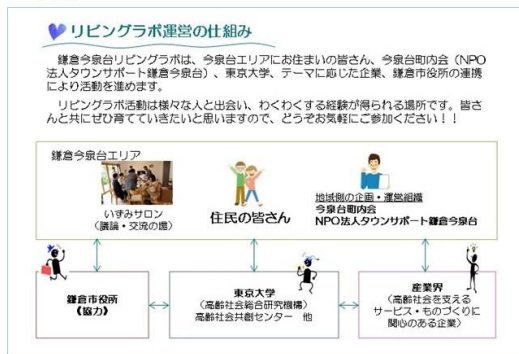 リビングラボ運営の仕組み
鎌倉今泉台リビングラボは、今泉台エリアにお住まいの皆さん、今泉台町内会（NPO
法人タウンサポート鎌倉今泉台）、東京大学、テーマに応じた企業、鎌倉市役所の連携
により活動を進めます。
リビングラボ活動は様々な人と出会い、わくわくする経験が得られる場所です。皆さ
んと共にぜひ育てていきたいと思いますので、どうぞお気軽にご参加ください！！
鎌倉今泉台エリア
いずみサロン
（議論・交流の場）
住民の皆さん
地域側の企画・運営組織
今泉台町内会
NPO法人タウンサポート鎌倉今泉台
鎌倉市役所
《協力》
東京大学
（高齢社会総合研究機構）
高齢社会共創センター　他
産業界
（高齢社会を支える
サービス・ものづくりに
関心のある企業）